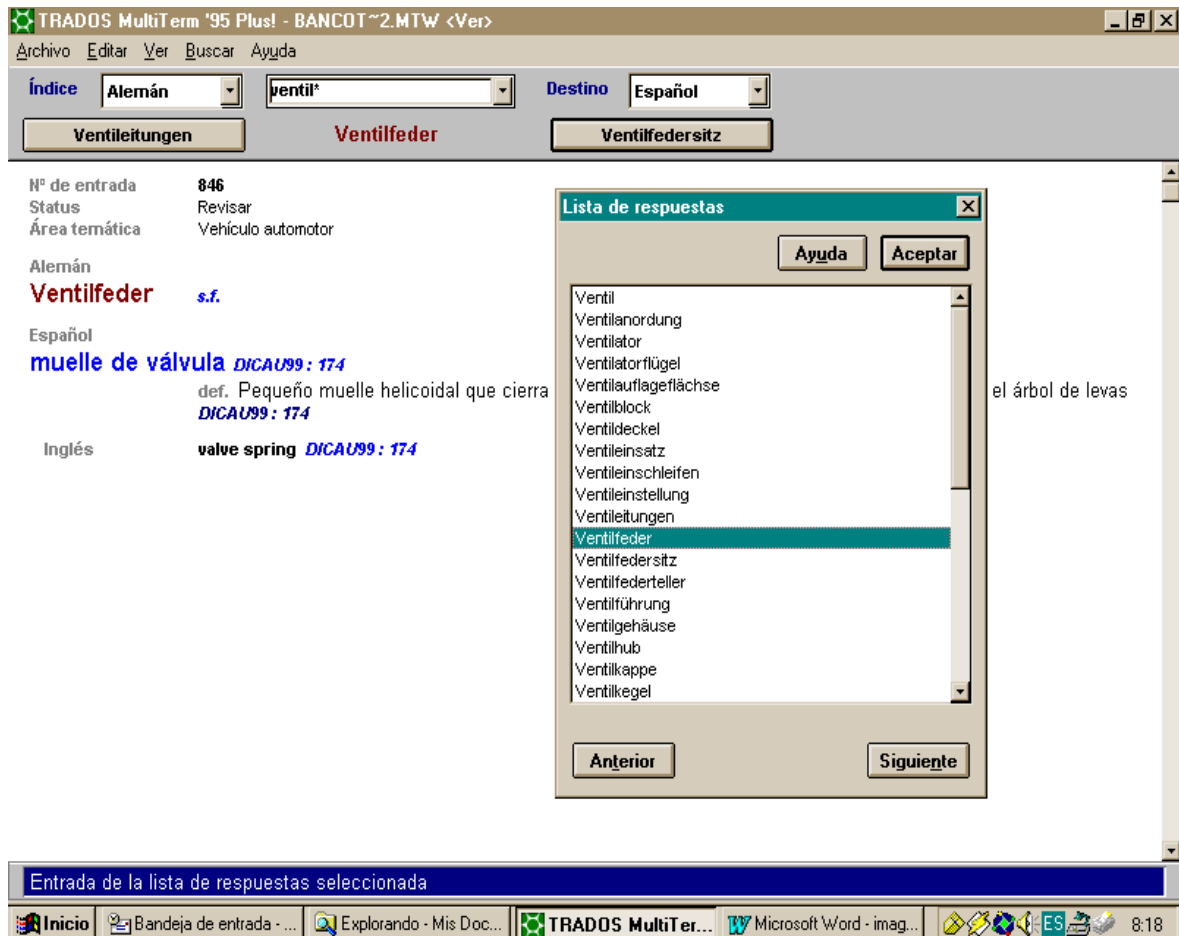 TRADOS MultiTerm '95 Plus! - BANCOT~2.MTW <Ver>
Archivo Editar Ver Buscar Ayuda
Índice Alemán ventil* Destino Español
Ventileitungen Ventilfeder Ventilfedersitz
Nº de entrada 846
Status Revisar
Área temática Vehículo automotor
Alemán
Ventilfeder s.f.
Español
muelle de válvula DICAU99 : 174
def. Pequeño muelle helicoidal que cierra el árbol de levas
DICAU99 : 174
Inglés valve spring DICAU99 : 174
Lista de respuestas
Ayuda Aceptar
Ventil
Ventilanordung
Ventilator
Ventilatorflügel
Ventilauflageflächse
Ventilblock
Ventildeckel
Ventileinsatz
Ventileinschleifen
Ventileinstellung
Ventileitungen
Ventilfeder
Ventilfedersitz
Ventilfederteller
Ventilführung
Ventilgehäuse
Ventilhub
Ventilkappe
Ventilkegel
Anterior Siguiente
Entrada de la lista de respuestas seleccionada
Inicio Bandeja de entrada - ... Explorando - Mis Doc... TRADOS MultiTer... Microsoft Word - imag... ES 8:18